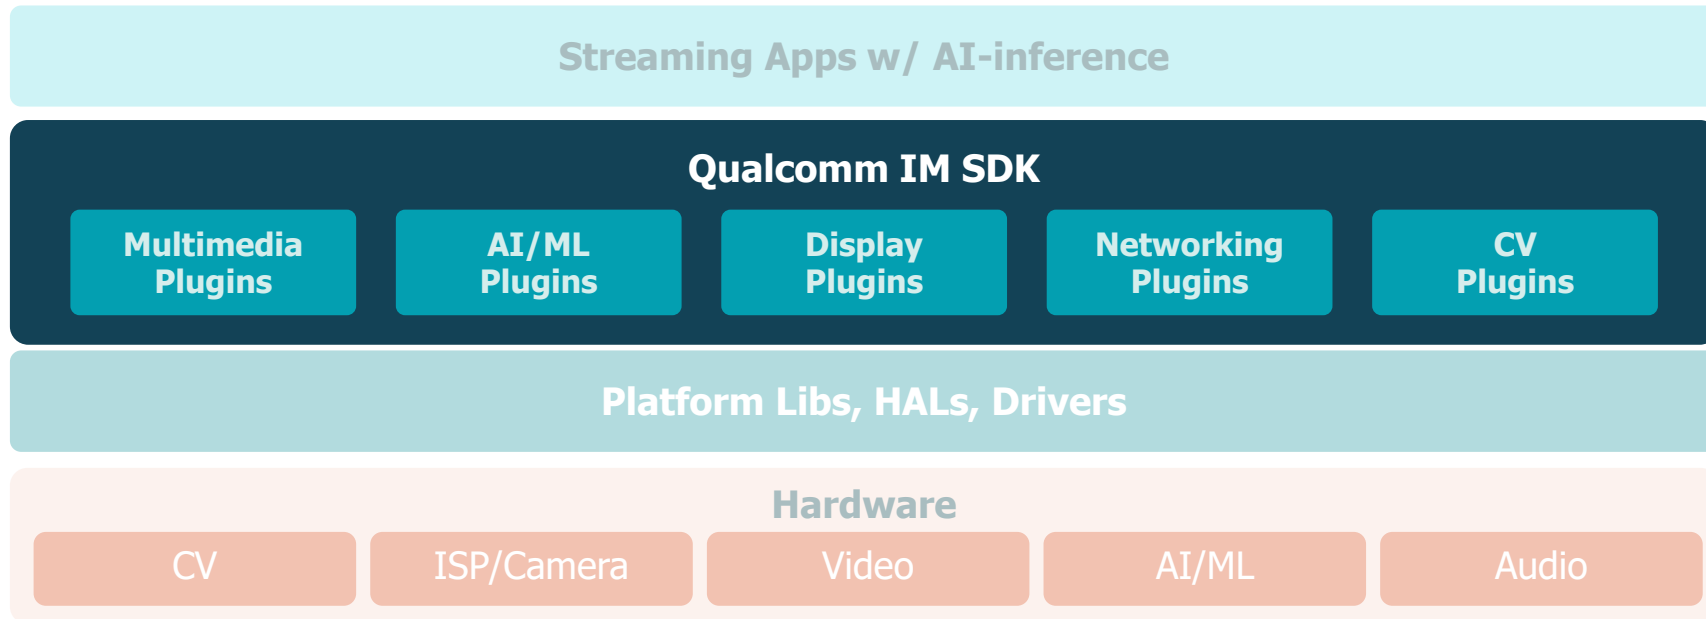 Streaming Apps w/ AI-inference
Qualcomm IM SDK
Multimedia
Plugins
AI/ML
Plugins
Display
Plugins
Networking
Plugins
CV
Plugins
Platform Libs, HALs, Drivers
Hardware
CV
ISP/Camera
Video
AI/ML
Audio